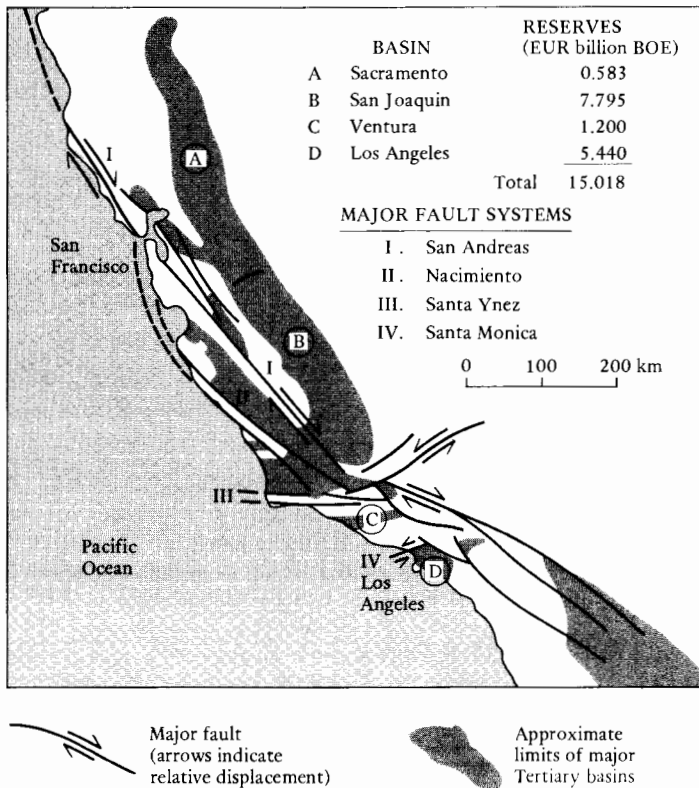 RESERVES
BASIN (EUR billion BOE)
A Sacramento 0.583
B San Joaquin 7.795
C Ventura 1.200
D Los Angeles 5.440
Total 15.018
MAJOR FAULT SYSTEMS
I. San Andreas
II. Nacimiento
III. Santa Ynez
IV. Santa Monica
0 100 200 km
A
I
San
Francisco
B
I
II
III
C
Pacific
Ocean
IV
Los
Angeles
D
Major fault
(arrows indicate
relative displacement)
Approximate
limits of major
Tertiary basins